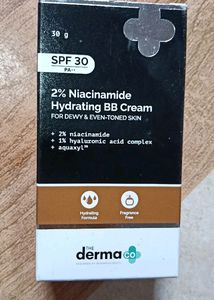 30 g
SPF 30
PA++
2% Niacinamide
Hydrating BB Cream
FOR DEWY & EVEN-TONED SKIN
+ 2% niacinamide
+ 1% hyaluronic acid complex
+ aquaxyl™
Hydrating
Formula
Fragrance
Free
THE
derma co